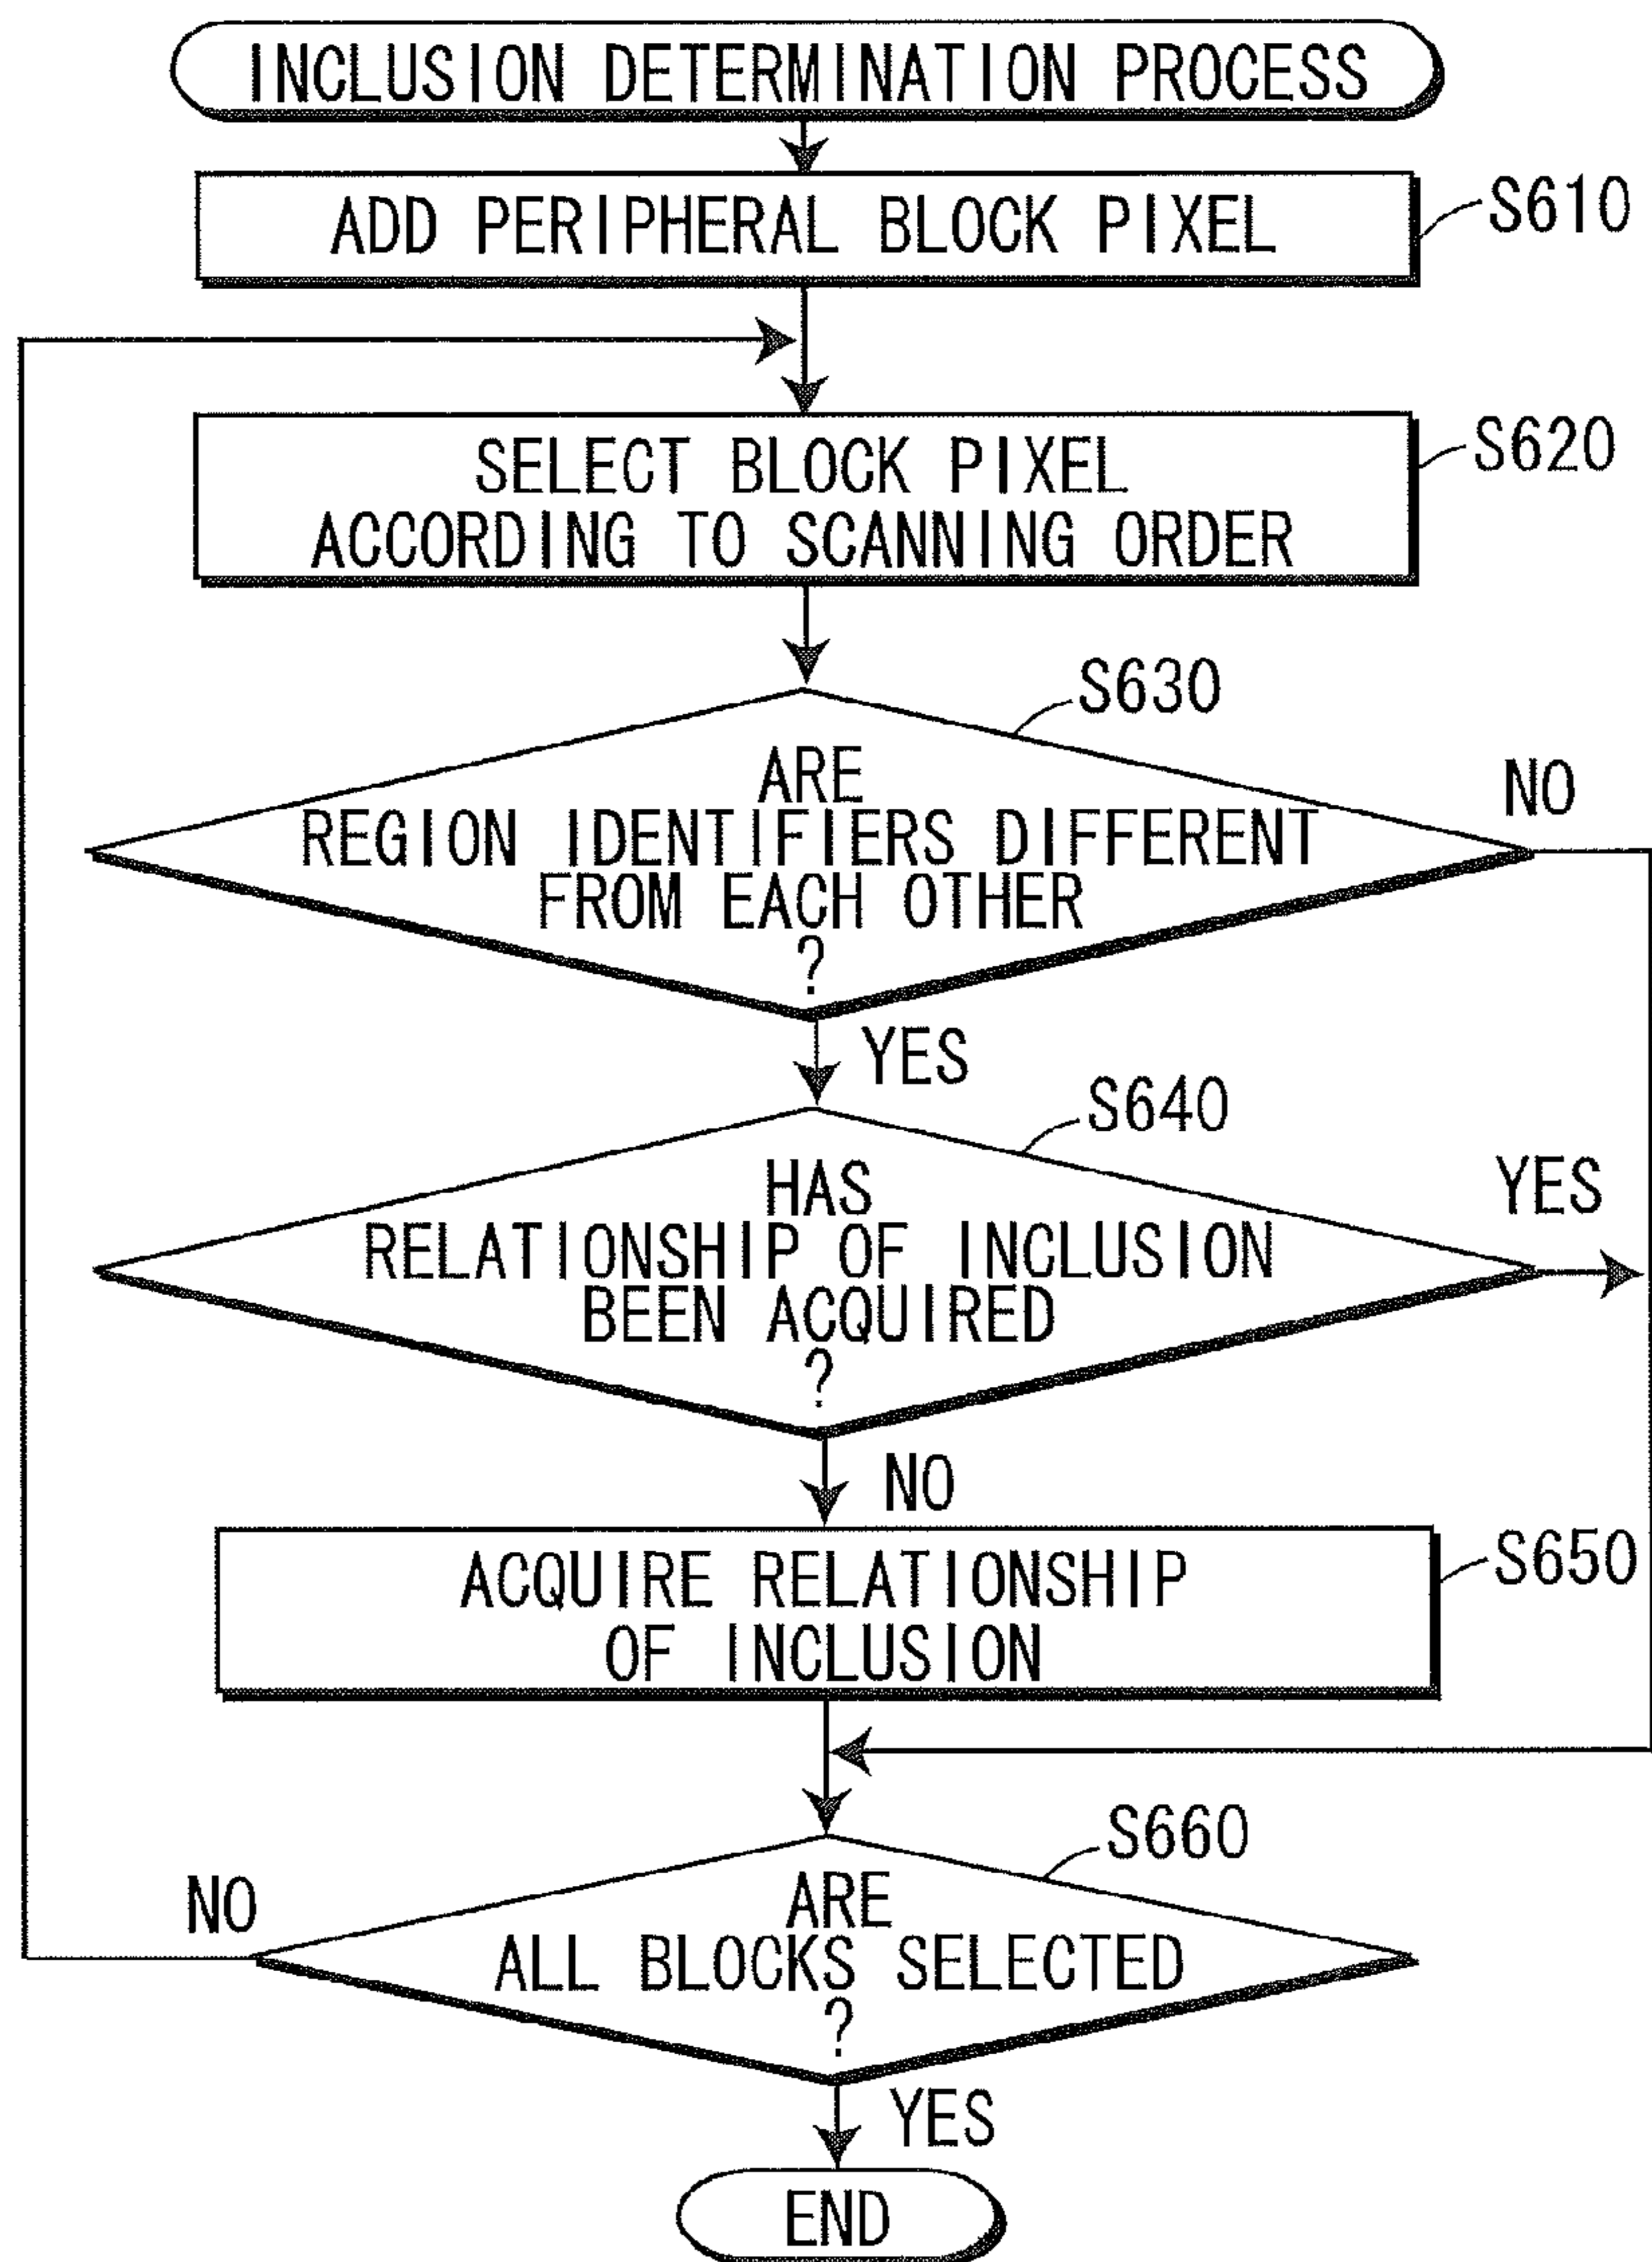 INCLUSION DETERMINATION PROCESS
ADD PERIPHERAL BLOCK PIXEL
S610
SELECT BLOCK PIXEL
ACCORDING TO SCANNING ORDER
S620
S630
ARE
REGION IDENTIFIERS DIFFERENT
FROM EACH OTHER
?
NO
YES
S640
HAS
RELATIONSHIP OF INCLUSION
BEEN ACQUIRED
?
YES
NO
ACQUIRE RELATIONSHIP
OF INCLUSION
S650
S660
ARE
ALL BLOCKS SELECTED
?
NO
YES
END